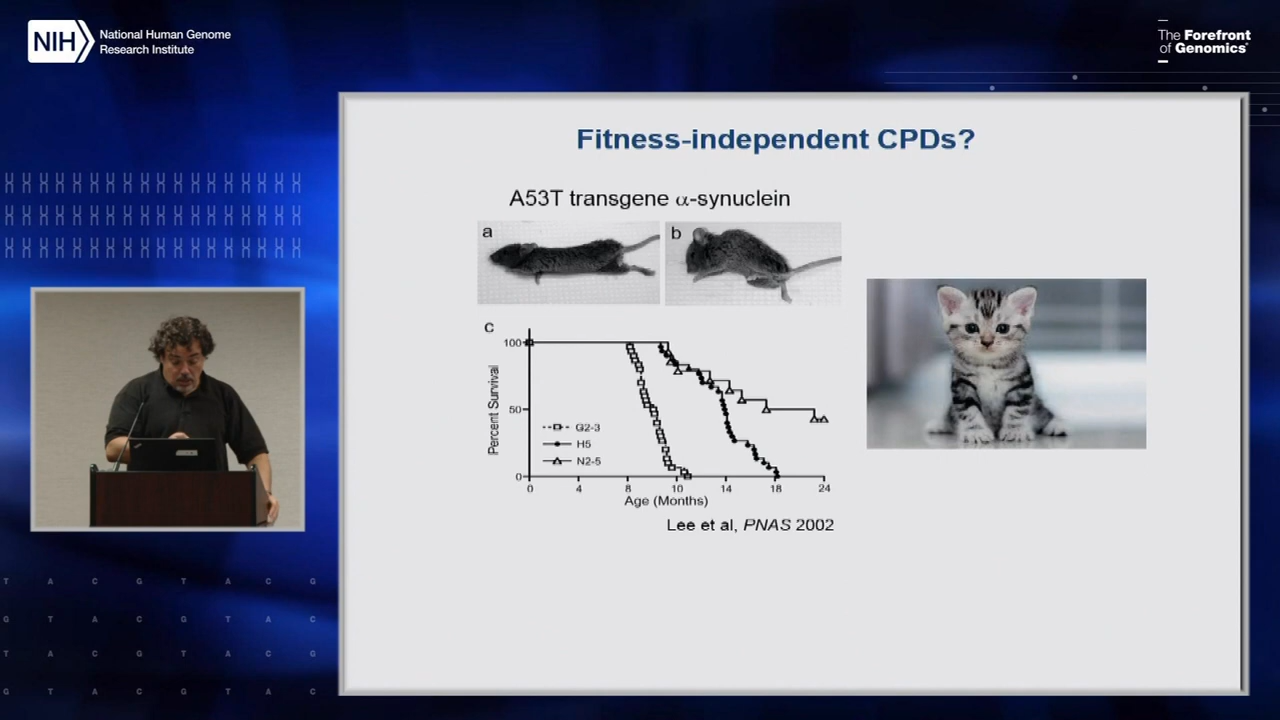 NIH
National Human Genome
Research Institute
The Forefront
of Genomics®
Fitness-independent CPDs?
A53T transgene α-synuclein
a
b
c
100
50
0
Percent Survival
G2-3
H5
N2-5
0 4 8 10 14 18 24
Age (Months)
Lee et al, PNAS 2002
T A C G T A C G
G T A C G T A C
T A C G T A C G
G T A C G T A C